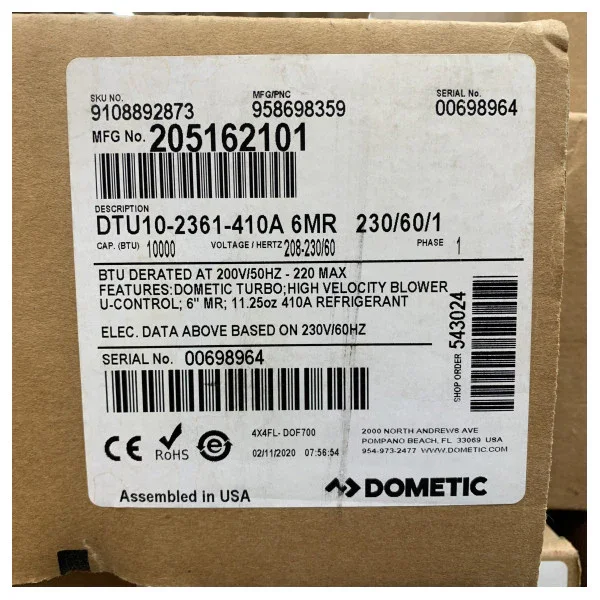 SKU NO. MFG/PNC SERIAL No.
9108892873 958698359 00698964
MFG No. 205162101
DESCRIPTION
DTU10-2361-410A 6MR 230/60/1
CAP. (BTU) 10000 VOLTAGE / HERTZ 208-230/60 PHASE 1
BTU DERATED AT 200V/50HZ - 220 MAX
FEATURES: DOMETIC TURBO;HIGH VELOCITY BLOWER
U-CONTROL; 6" MR; 11.25oz 410A REFRIGERANT
ELEC. DATA ABOVE BASED ON 230V/60HZ
SHOP ORDER 543024
SERIAL No. 00698964
CE RoHS e
4X4FL- DOF700
02/11/2020 07:56:54
2000 NORTH ANDREWS AVE
POMPANO BEACH, FL 33069 USA
954-973-2477 WWW.DOMETIC.COM
Assembled in USA
DOMETIC